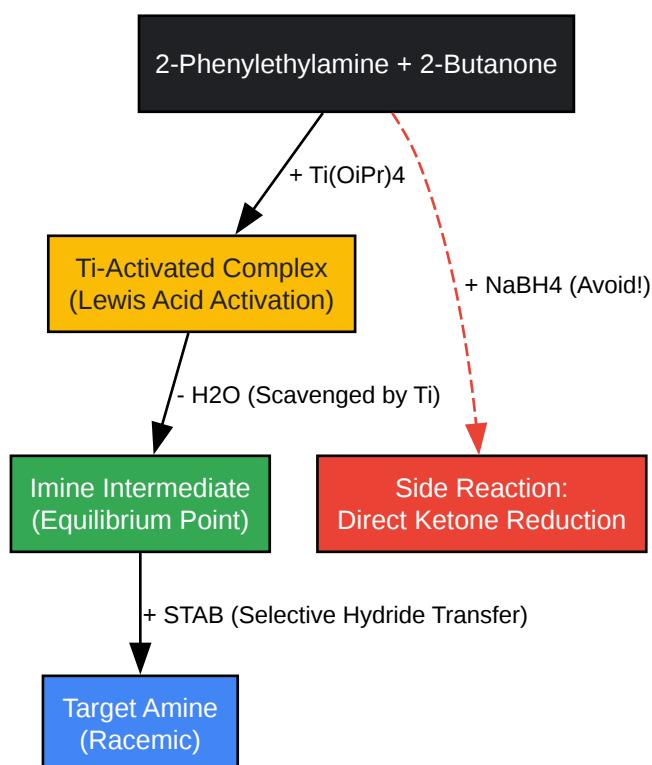 2-Phenylethylamine + 2-Butanone
+ Ti(OiPr)4
Ti-Activated Complex
(Lewis Acid Activation)
+ NaBH4 (Avoid!)
- H2O (Scavenged by Ti)
Imine Intermediate
(Equilibrium Point)
Side Reaction:
Direct Ketone Reduction
+ STAB (Selective Hydride Transfer)
Target Amine
(Racemic)